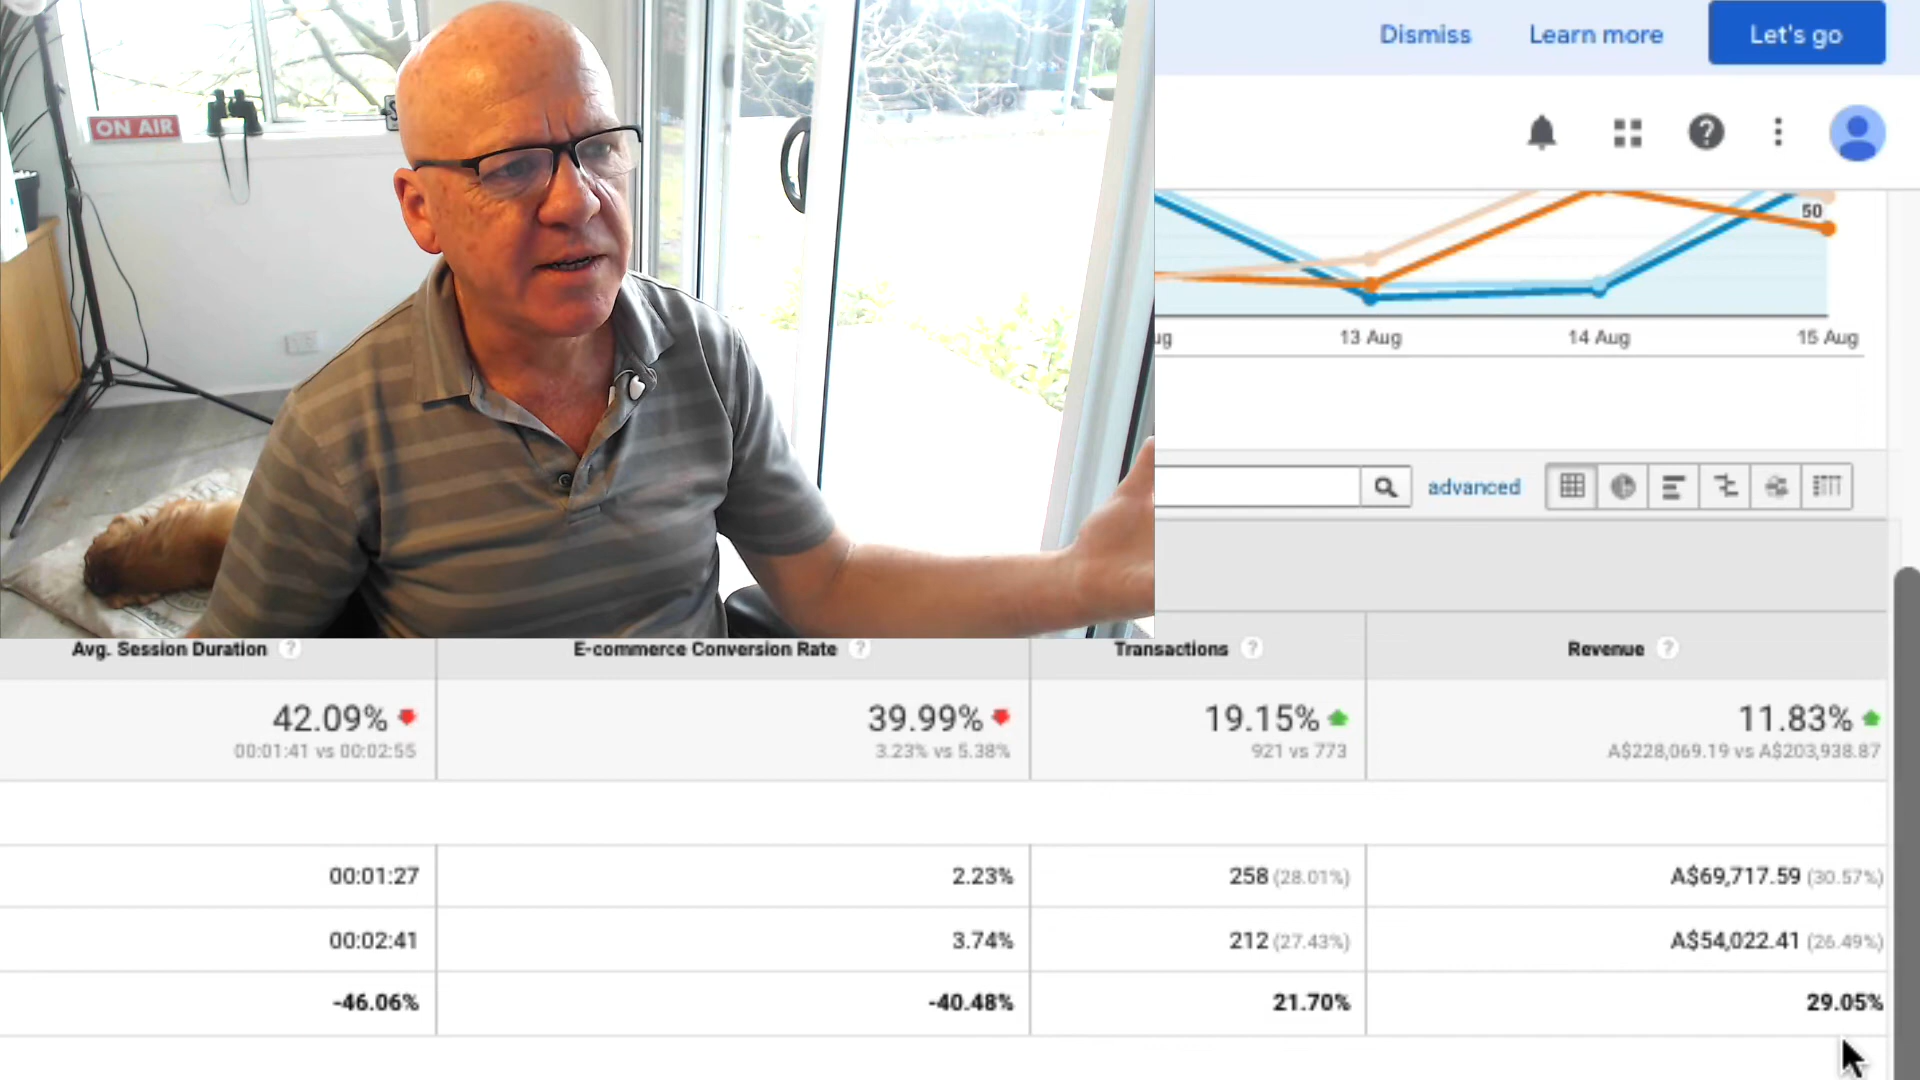 Dismiss Learn more Let's go
ON AIR
50
ug 13 Aug 14 Aug 15 Aug
advanced
Avg. Session Duration ? E-commerce Conversion Rate ? Transactions ? Revenue ?
42.09% 39.99% 19.15% 11.83%
00:01:41 vs 00:02:55 3.23% vs 5.38% 921 vs 773 A$228,069.19 vs A$203,938.87
00:01:27 2.23% 258 (28.01%) A$69,717.59 (30.57%)
00:02:41 3.74% 212 (27.43%) A$54,022.41 (26.49%)
-46.06% -40.48% 21.70% 29.05%